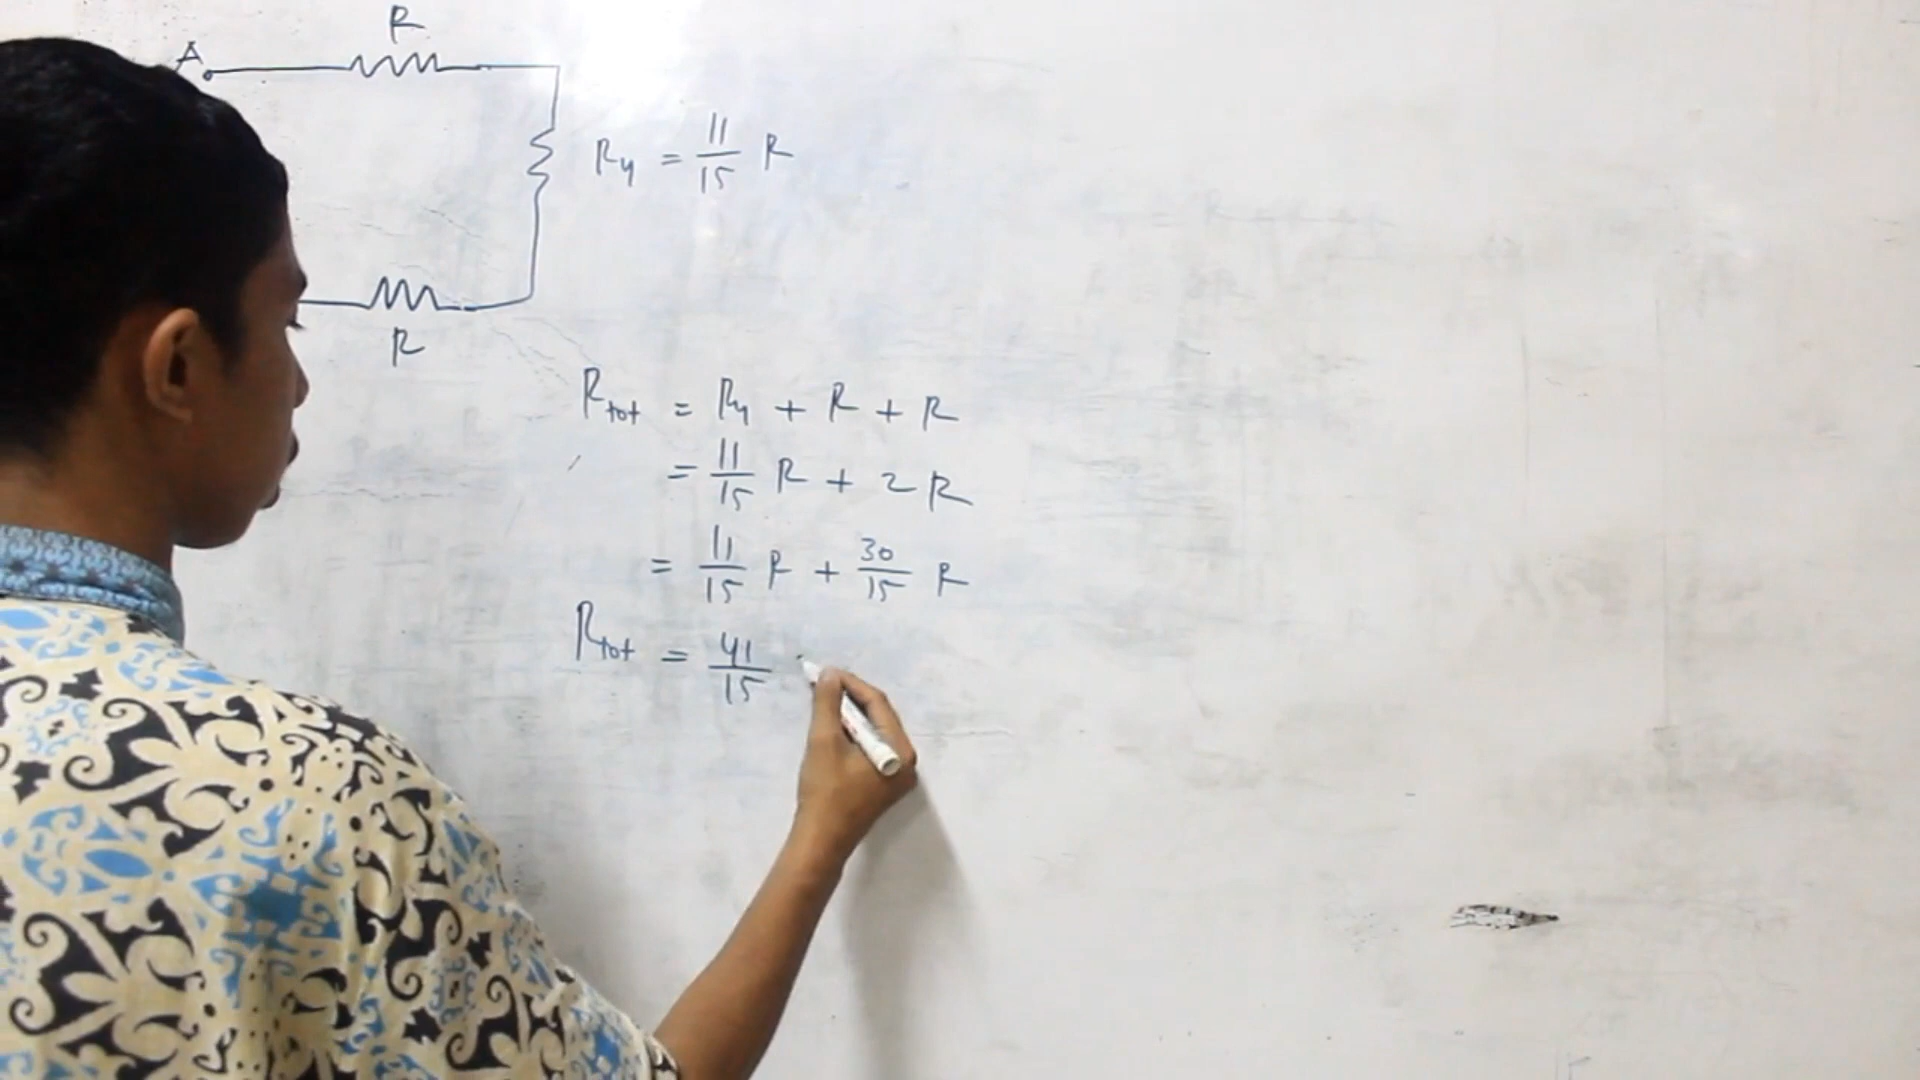 R
A
R₄ = 11/15 R
R
Rtot = R₄ + R + R
= 11/15 R + 2R
= 11/15 R + 30/15 R
Rtot = 41/15